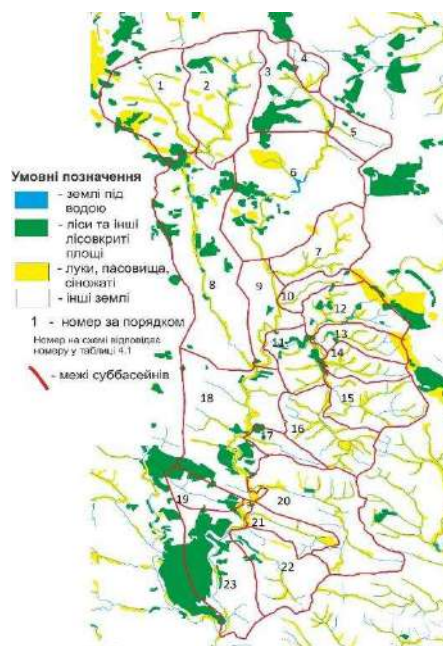 Умовні позначення
- землі під
водою
- ліси та інші
лісовкриті
площі
- луки, пасовища,
сіножаті
- інші землі
1 - номер за порядком
Номер на схемі відповідає
номеру у таблиці 4.1
- межі суббасейнів
1
2
3
4
5
6
7
8
9
10
11
12
13
14
15
16
17
18
19
20
21
22
23